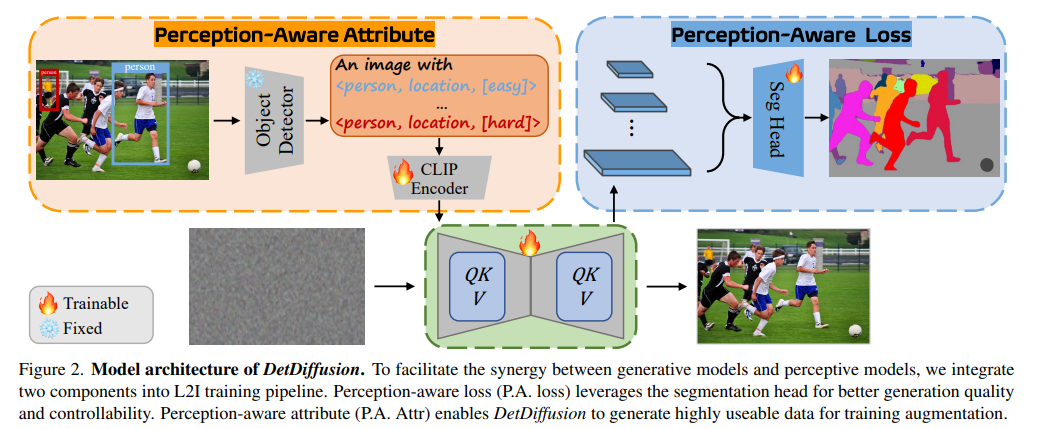 Perception-Aware Attribute
Perception-Aware Loss
person
person
Object
Detector
An image with
<person, location, [easy]>
...
<person, location, [hard]>
CLIP
Encoder
Seg Head
QK
V
QK
V
Trainable
Fixed
Figure 2. Model architecture of DetDiffusion. To facilitate the synergy between generative models and perceptive models, we integrate
two components into L2I training pipeline. Perception-aware loss (P.A. loss) leverages the segmentation head for better generation quality
and controllability. Perception-aware attribute (P.A. Attr) enables DetDiffusion to generate highly useable data for training augmentation.